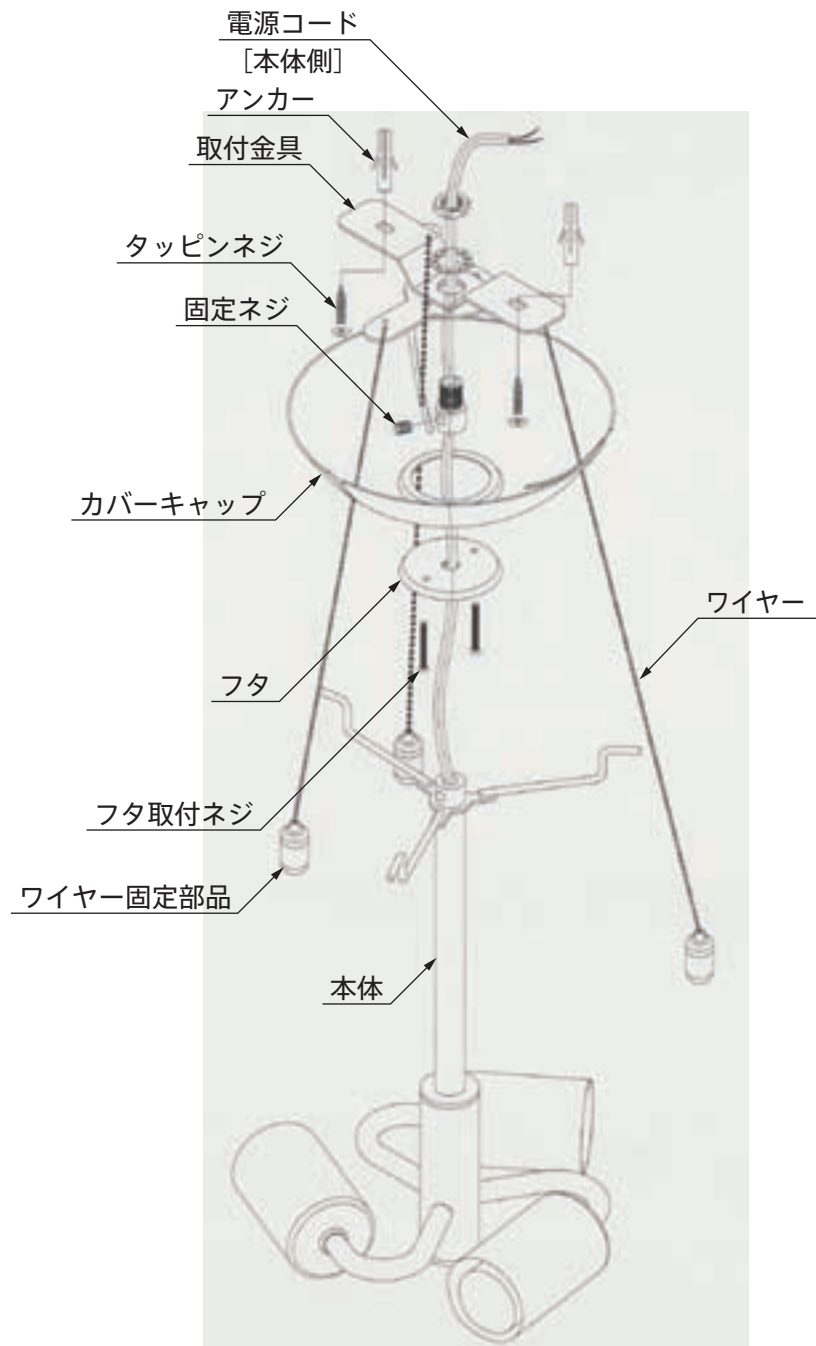 電源コード
［本体側］
アンカー
取付金具
タッピンネジ
固定ネジ
カバーキャップ
ワイヤー
フタ
フタ取付ネジ
ワイヤー固定部品
本体